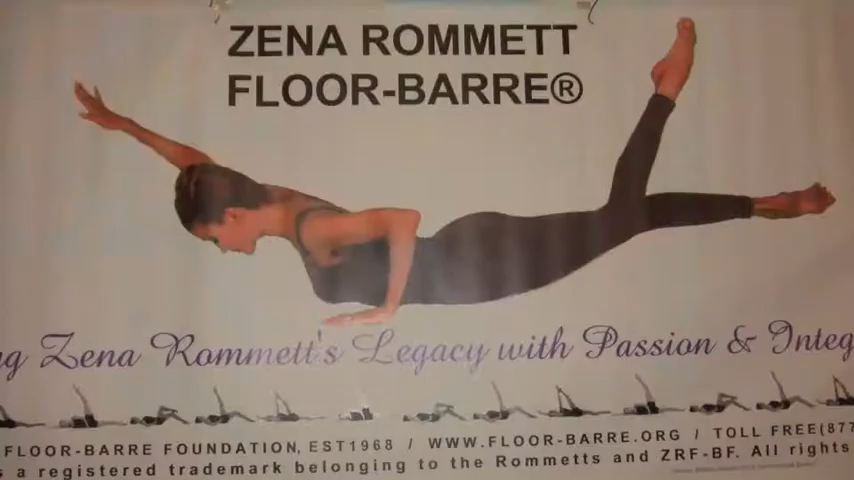 ZENA ROMMETT
FLOOR-BARRE®
Zena Rommett's Legacy with Passion &
FLOOR-BARRE FOUNDATION, EST1968 / WWW.FLOOR-BARRE.ORG / TOLL FREE(877
a registered trademark belonging to the Rommetts and ZRF-BF. All rights